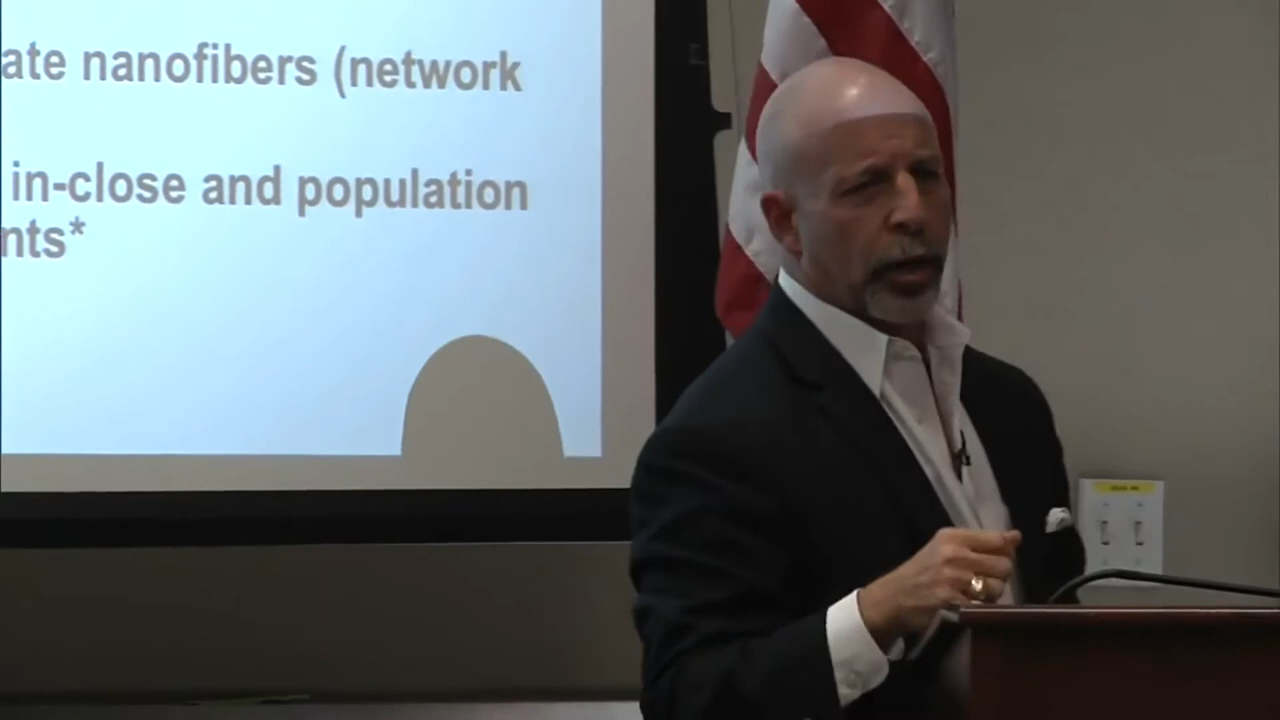 ate nanofibers (network
in-close and population
nts*